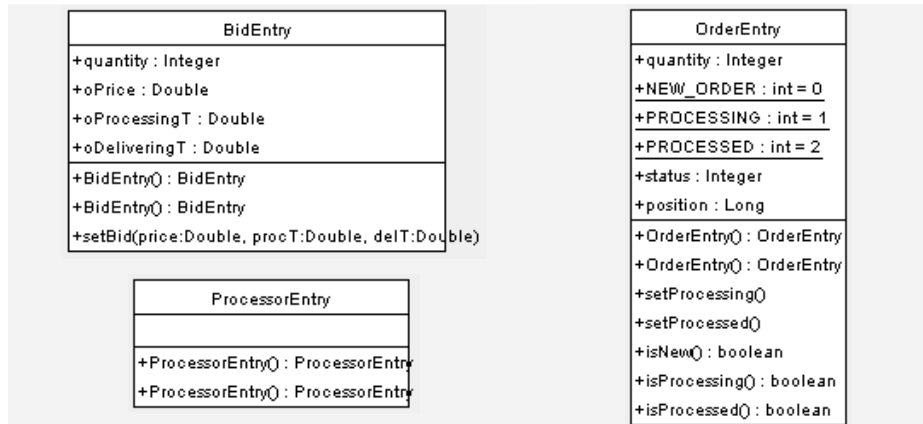 BidEntry
+quantity : Integer
+oPrice : Double
+oProcessingT : Double
+oDeliveringT : Double
+BidEntry() : BidEntry
+BidEntry() : BidEntry
+setBid(price:Double, procT:Double, delT:Double)
ProcessorEntry
+ProcessorEntry() : ProcessorEntry
+ProcessorEntry() : ProcessorEntry
OrderEntry
+quantity : Integer
+NEW_ORDER : int = 0
+PROCESSING : int = 1
+PROCESSED : int = 2
+status : Integer
+position : Long
+OrderEntry() : OrderEntry
+OrderEntry() : OrderEntry
+setProcessing()
+setProcessed()
+isNew() : boolean
+isProcessing() : boolean
+isProcessed() : boolean